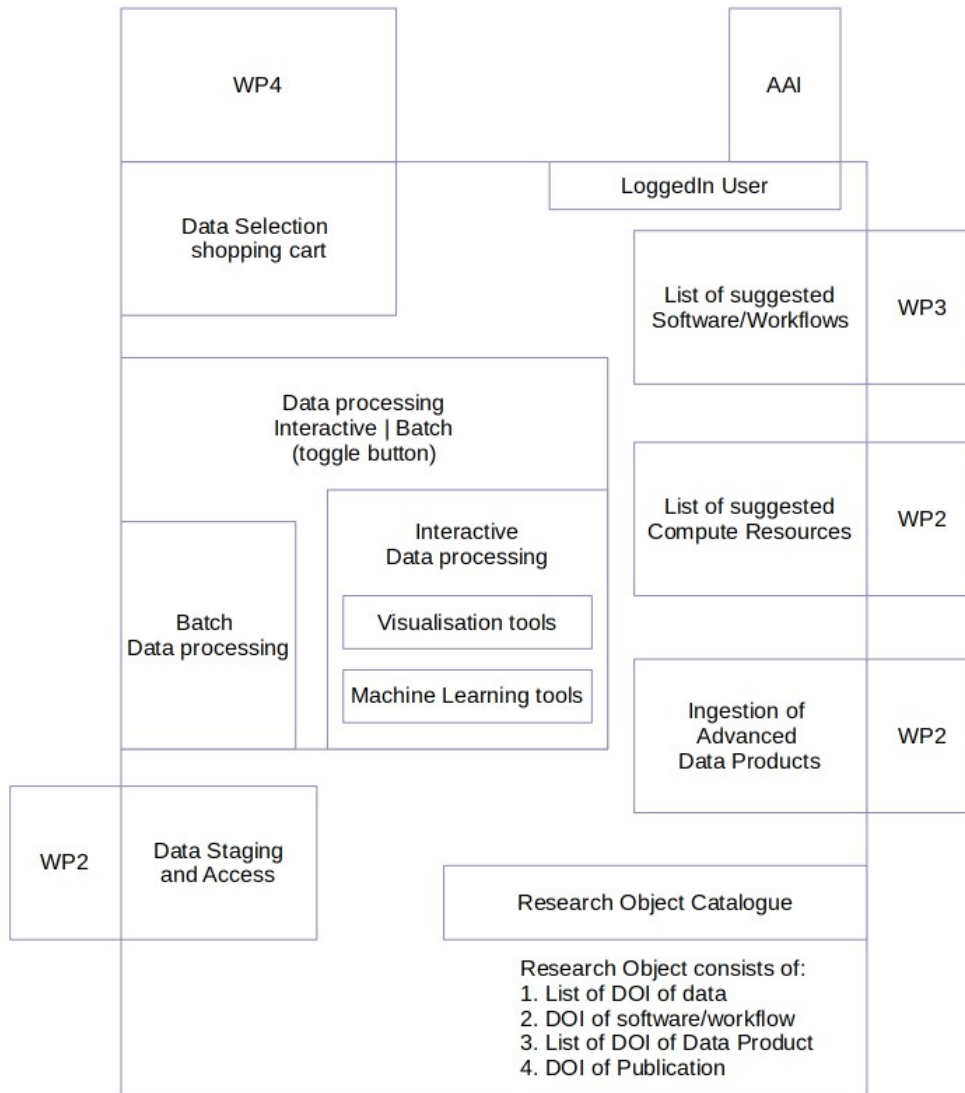 WP4
AAI
LoggedIn User
Data Selection
shopping cart
List of suggested
Software/Workflows
WP3
Data processing
Interactive | Batch
(toggle button)
List of suggested
Compute Resources
WP2
Interactive
Data processing
Visualisation tools
Machine Learning tools
Batch
Data processing
Ingestion of
Advanced
Data Products
WP2
WP2
Data Staging
and Access
Research Object Catalogue
Research Object consists of:
1. List of DOI of data
2. DOI of software/workflow
3. List of DOI of Data Product
4. DOI of Publication